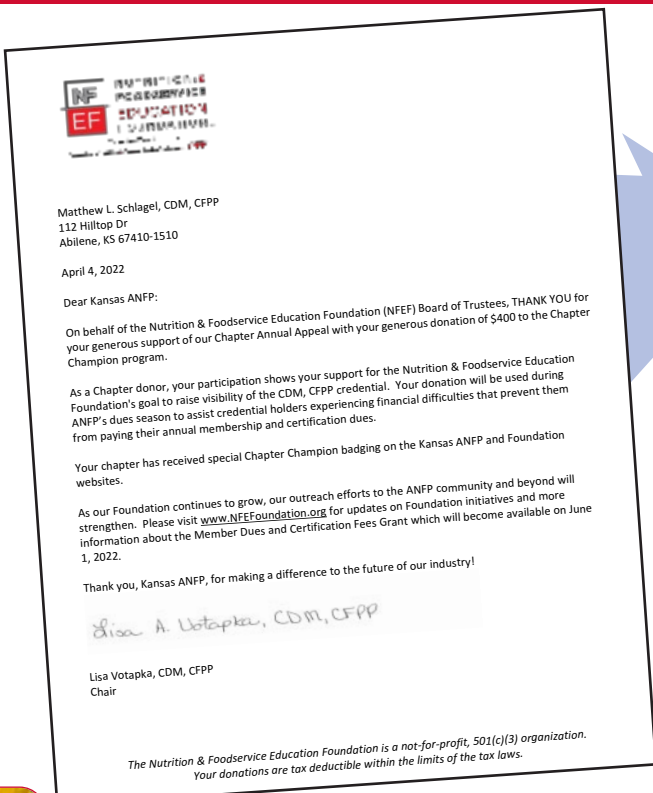 NF
EF
NUTRITION &
FOODSERVICE
EDUCATION
FOUNDATION
Matthew L. Schlagel, CDM, CFPP
112 Hilltop Dr
Abilene, KS 67410-1510
April 4, 2022
Dear Kansas ANFP:
On behalf of the Nutrition & Foodservice Education Foundation (NFEF) Board of Trustees, THANK YOU for
your generous support of our Chapter Annual Appeal with your generous donation of $400 to the Chapter
Champion program.
As a Chapter donor, your participation shows your support for the Nutrition & Foodservice Education
Foundation's goal to raise visibility of the CDM, CFPP credential.  Your donation will be used during
ANFP's dues season to assist credential holders experiencing financial difficulties that prevent them
from paying their annual membership and certification dues.
Your chapter has received special Chapter Champion badging on the Kansas ANFP and Foundation
websites.
As our Foundation continues to grow, our outreach efforts to the ANFP community and beyond will
strengthen.  Please visit www.NFEFoundation.org for updates on Foundation initiatives and more
information about the Member Dues and Certification Fees Grant which will become available on June
1, 2022.
Thank you, Kansas ANFP, for making a difference to the future of our industry!
Lisa A. Votapka, CDM, CFPP
Lisa Votapka, CDM, CFPP
Chair
The Nutrition & Foodservice Education Foundation is a not-for-profit, 501(c)(3) organization.
Your donations are tax deductible within the limits of the tax laws.